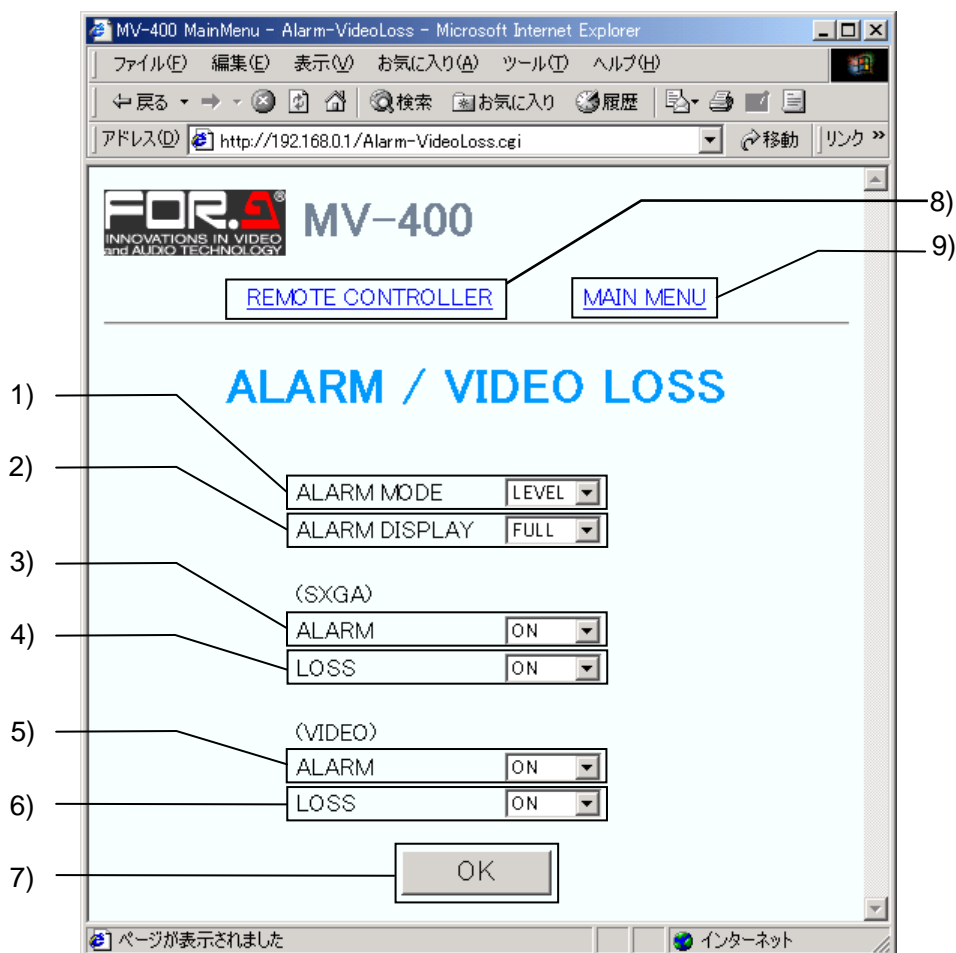 MV-400 MainMenu - Alarm-VideoLoss - Microsoft Internet Explorer
ファイル(F) 編集(E) 表示(V) お気に入り(A) ツール(T) ヘルプ(H)
戻る 検索 お気に入り 履歴
アドレス(D) http://192.168.0.1/Alarm-VideoLoss.cgi 移動 リンク »
FOR.A®
INNOVATIONS IN VIDEO
and AUDIO TECHNOLOGY
MV-400
8)
9)
REMOTE CONTROLLER MAIN MENU
ALARM / VIDEO LOSS
1)
2)
ALARM MODE LEVEL
ALARM DISPLAY FULL
3)
(SXGA)
ALARM ON
4)
LOSS ON
5)
(VIDEO)
ALARM ON
6)
LOSS ON
7)
OK
ページが表示されました インターネット